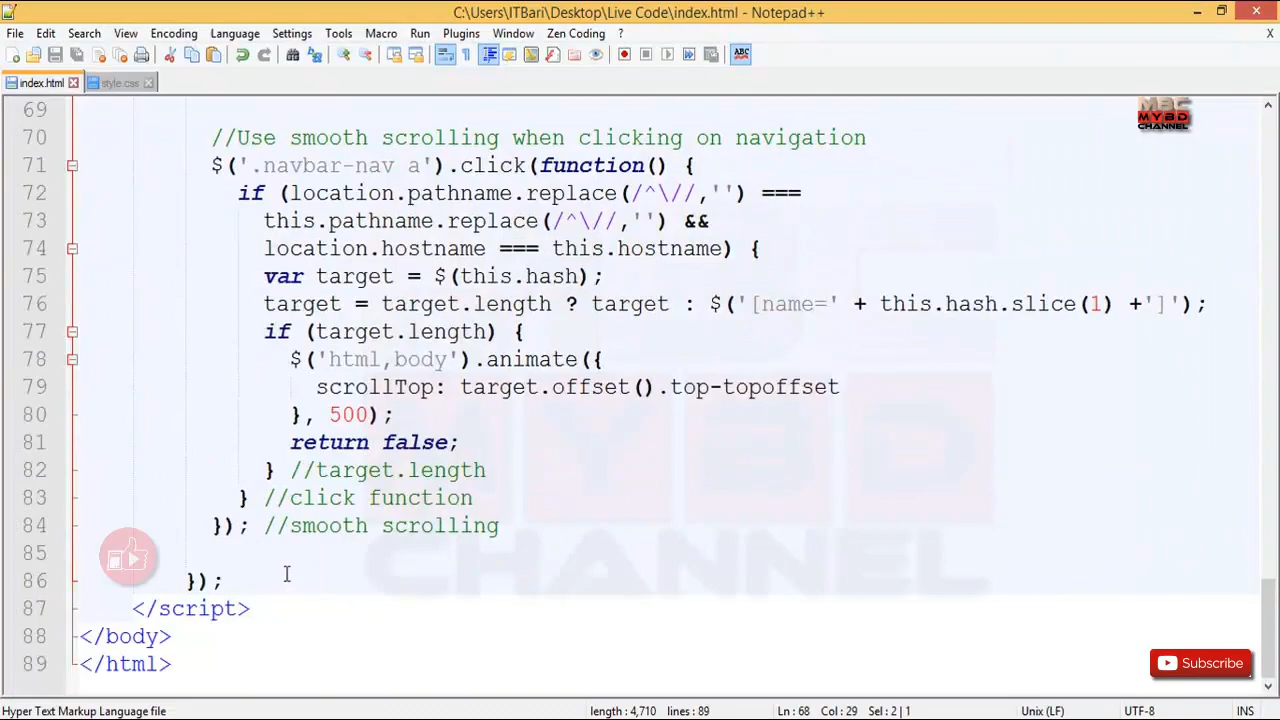 C:\Users\ITBari\Desktop\Live Code\index.html - Notepad++
File Edit Search View Encoding Language Settings Tools Macro Run Plugins Window Zen Coding ? X
ABC
index.html style.css
MBC
MYBD
CHANNEL
69
70 //Use smooth scrolling when clicking on navigation
71 $('.navbar-nav a').click(function() {
72 if (location.pathname.replace(/^\//,'') ===
73 this.pathname.replace(/^\//,'') &&
74 location.hostname === this.hostname) {
75 var target = $(this.hash);
76 target = target.length ? target : $('[name=' + this.hash.slice(1) +']');
77 if (target.length) {
78 $('html,body').animate({
79 scrollTop: target.offset().top-topoffset
80 }, 500);
81 return false;
82 } //target.length
83 } //click function
84 }); //smooth scrolling
85
86 });
87 </script>
88 </body>
89 </html>
MYBD
CHANNEL
Subscribe
Hyper Text Markup Language file length : 4,710 lines : 89 Ln : 68 Col : 29 Sel : 2 | 1 Unix (LF) UTF-8 INS